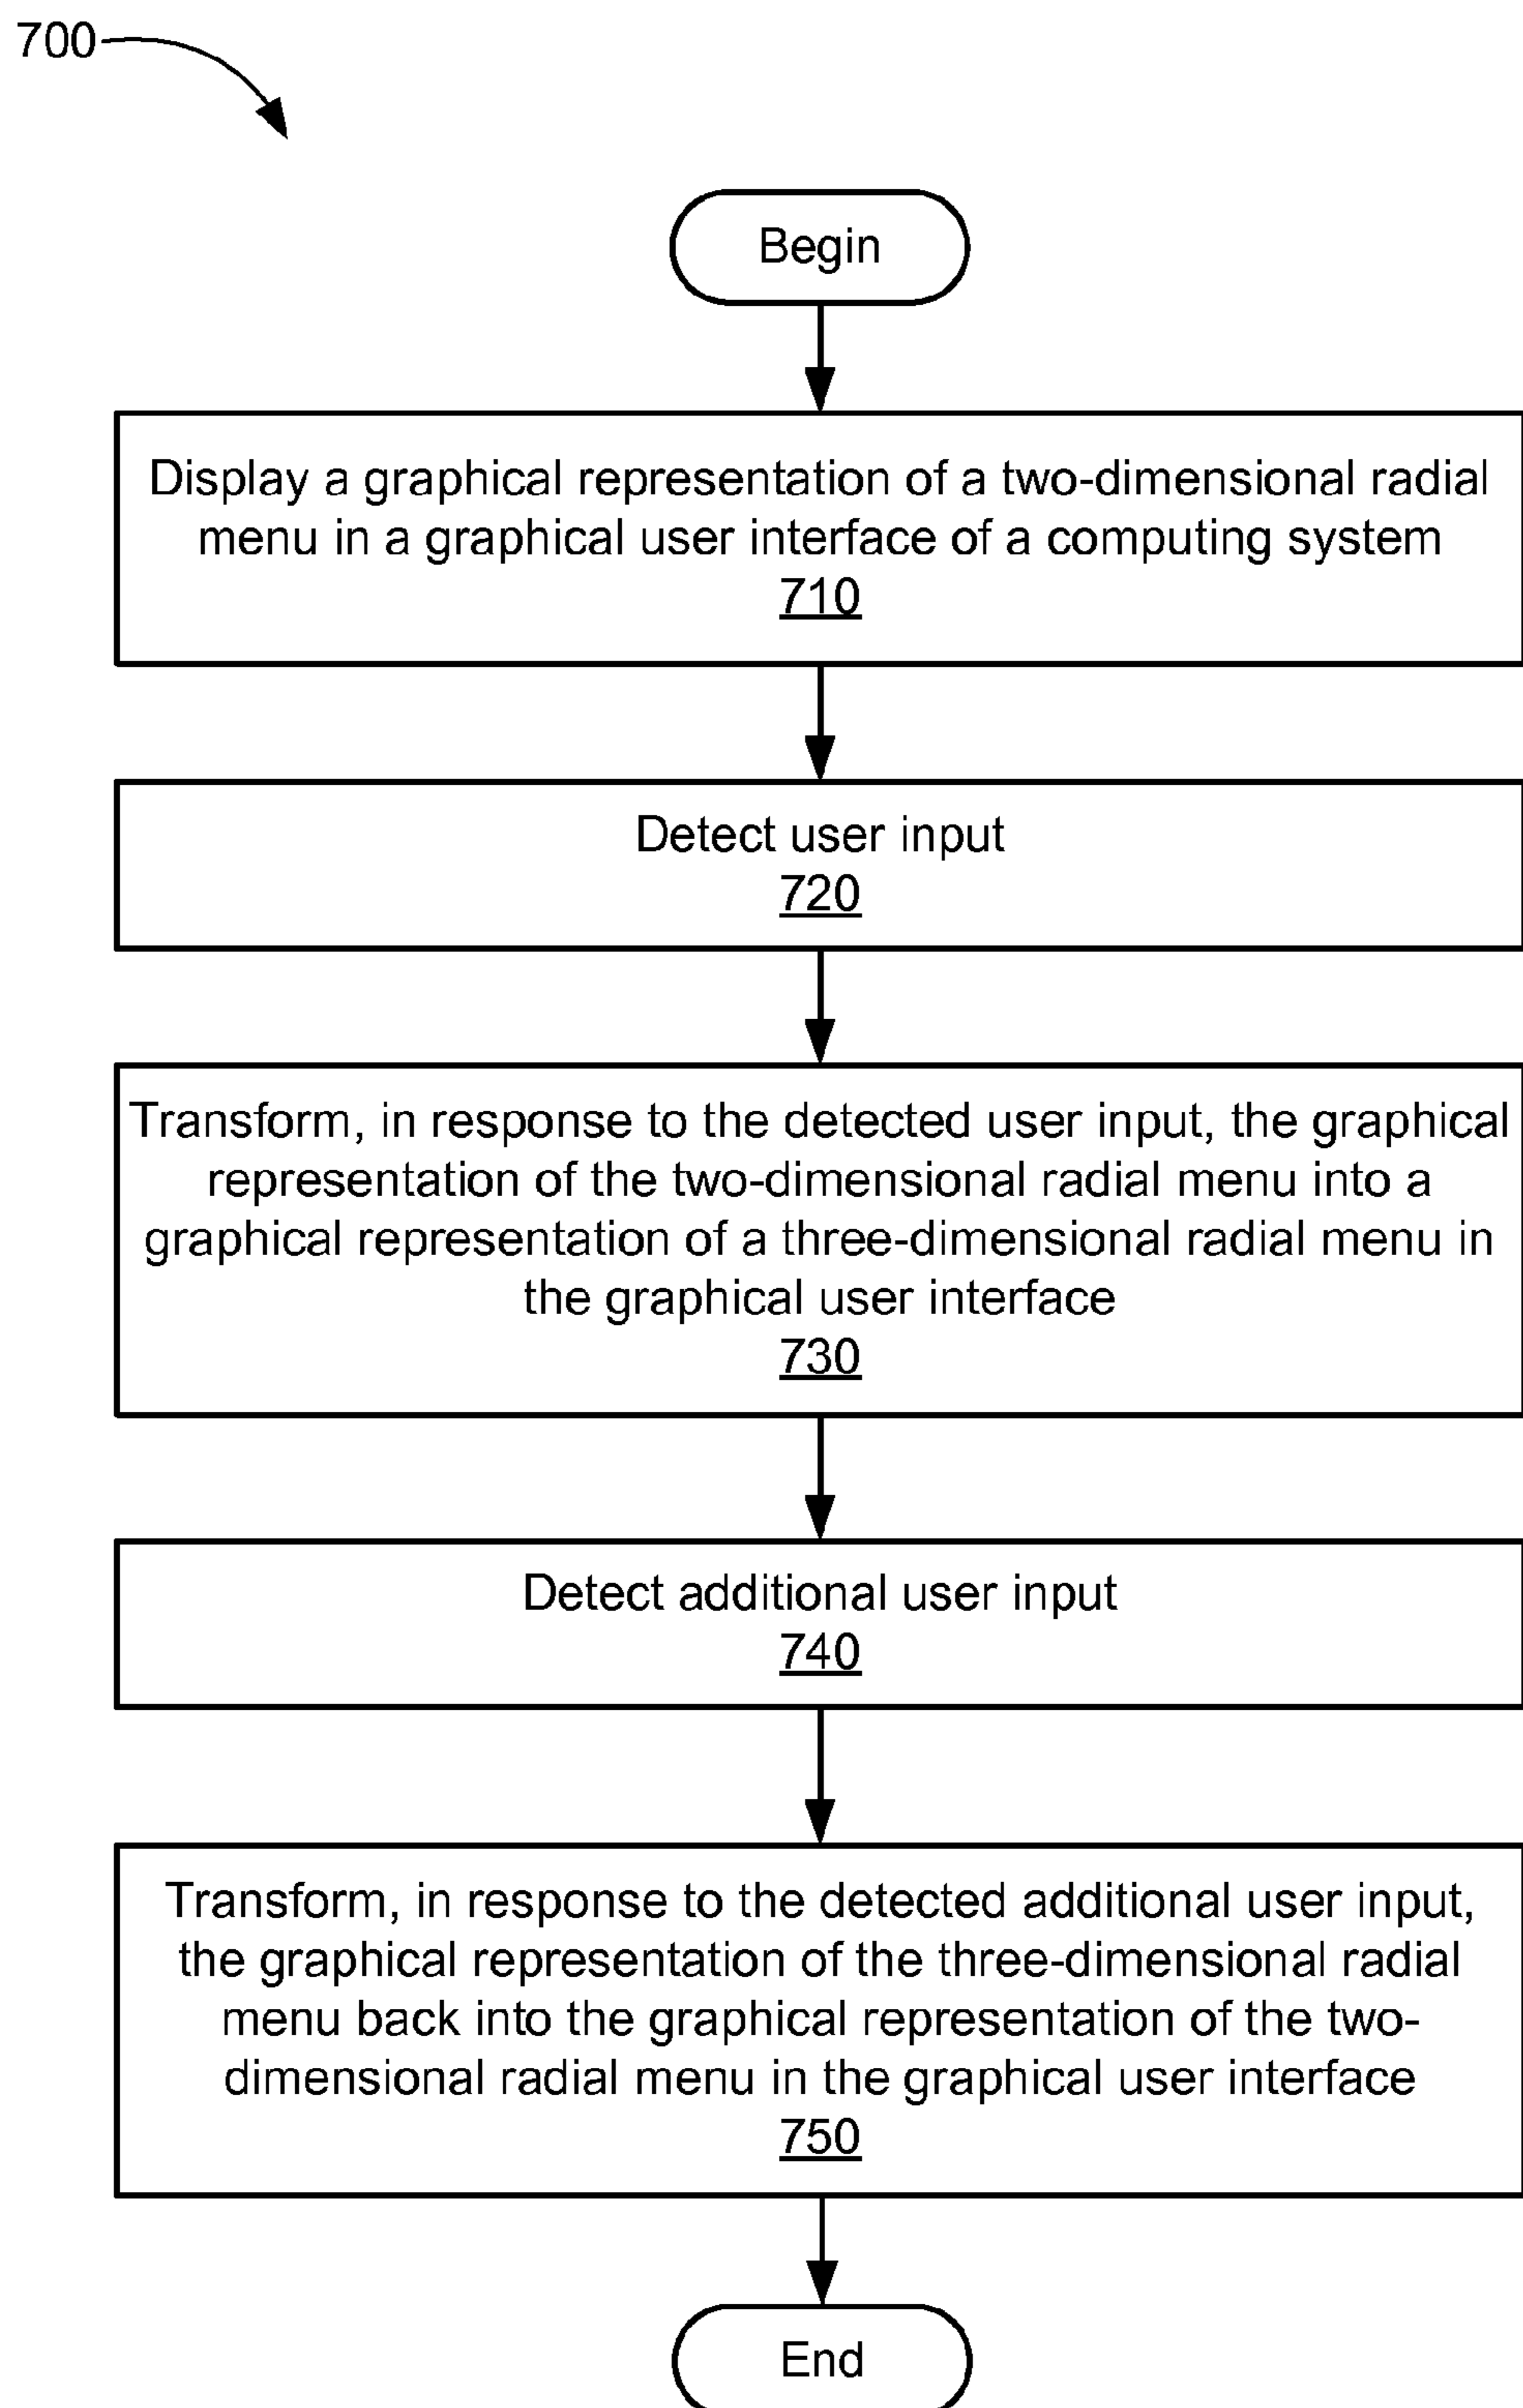 700
Begin
Display a graphical representation of a two-dimensional radial
menu in a graphical user interface of a computing system
710
Detect user input
720
Transform, in response to the detected user input, the graphical
representation of the two-dimensional radial menu into a
graphical representation of a three-dimensional radial menu in
the graphical user interface
730
Detect additional user input
740
Transform, in response to the detected additional user input,
the graphical representation of the three-dimensional radial
menu back into the graphical representation of the two-
dimensional radial menu in the graphical user interface
750
End